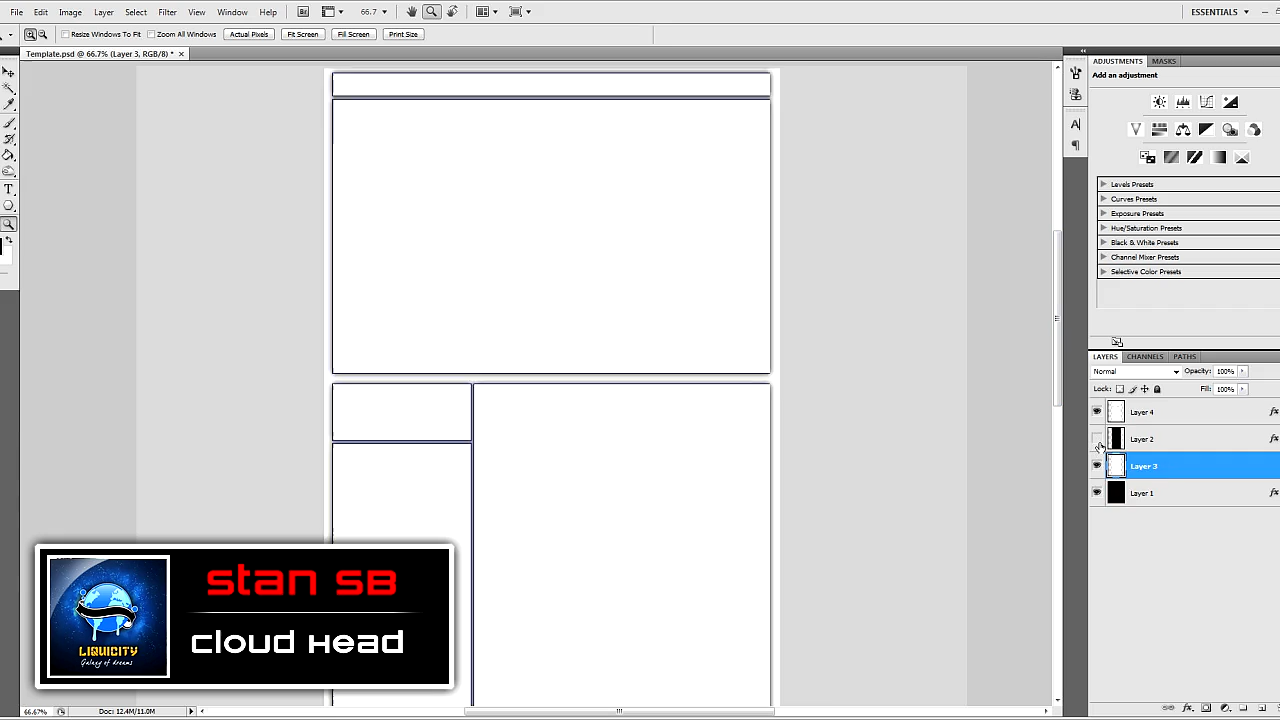 File Edit Image Layer Select Filter View Window Help Br 66.7 ESSENTIALS
Resize Windows To Fit Zoom All Windows Actual Pixels Fit Screen Fill Screen Print Size
Template.psd @ 66.7% (Layer 3, RGB/8) * ×
ADJUSTMENTS MASKS
Add an adjustment
Levels Presets
Curves Presets
Exposure Presets
Hue/Saturation Presets
Black & White Presets
Channel Mixer Presets
Selective Color Presets
LAYERS CHANNELS PATHS
Normal Opacity: 100%
Lock: Fill: 100%
Layer 4 fx
Layer 2 fx
Layer 3
Layer 1 fx
stan SB
cloud Head
LIQUICITY
Galaxy of dreams
66.67% Doc: 12.4M/11.0M